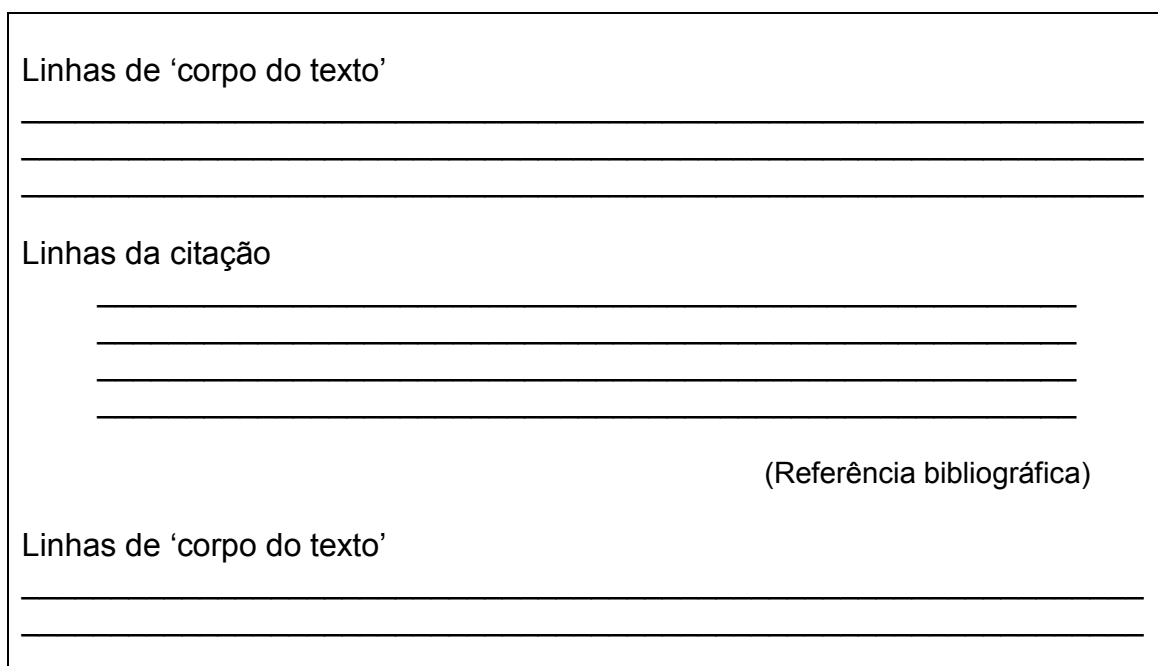 Linhas de ‘corpo do texto’
Linhas da citação
(Referência bibliográfica)
Linhas de ‘corpo do texto’